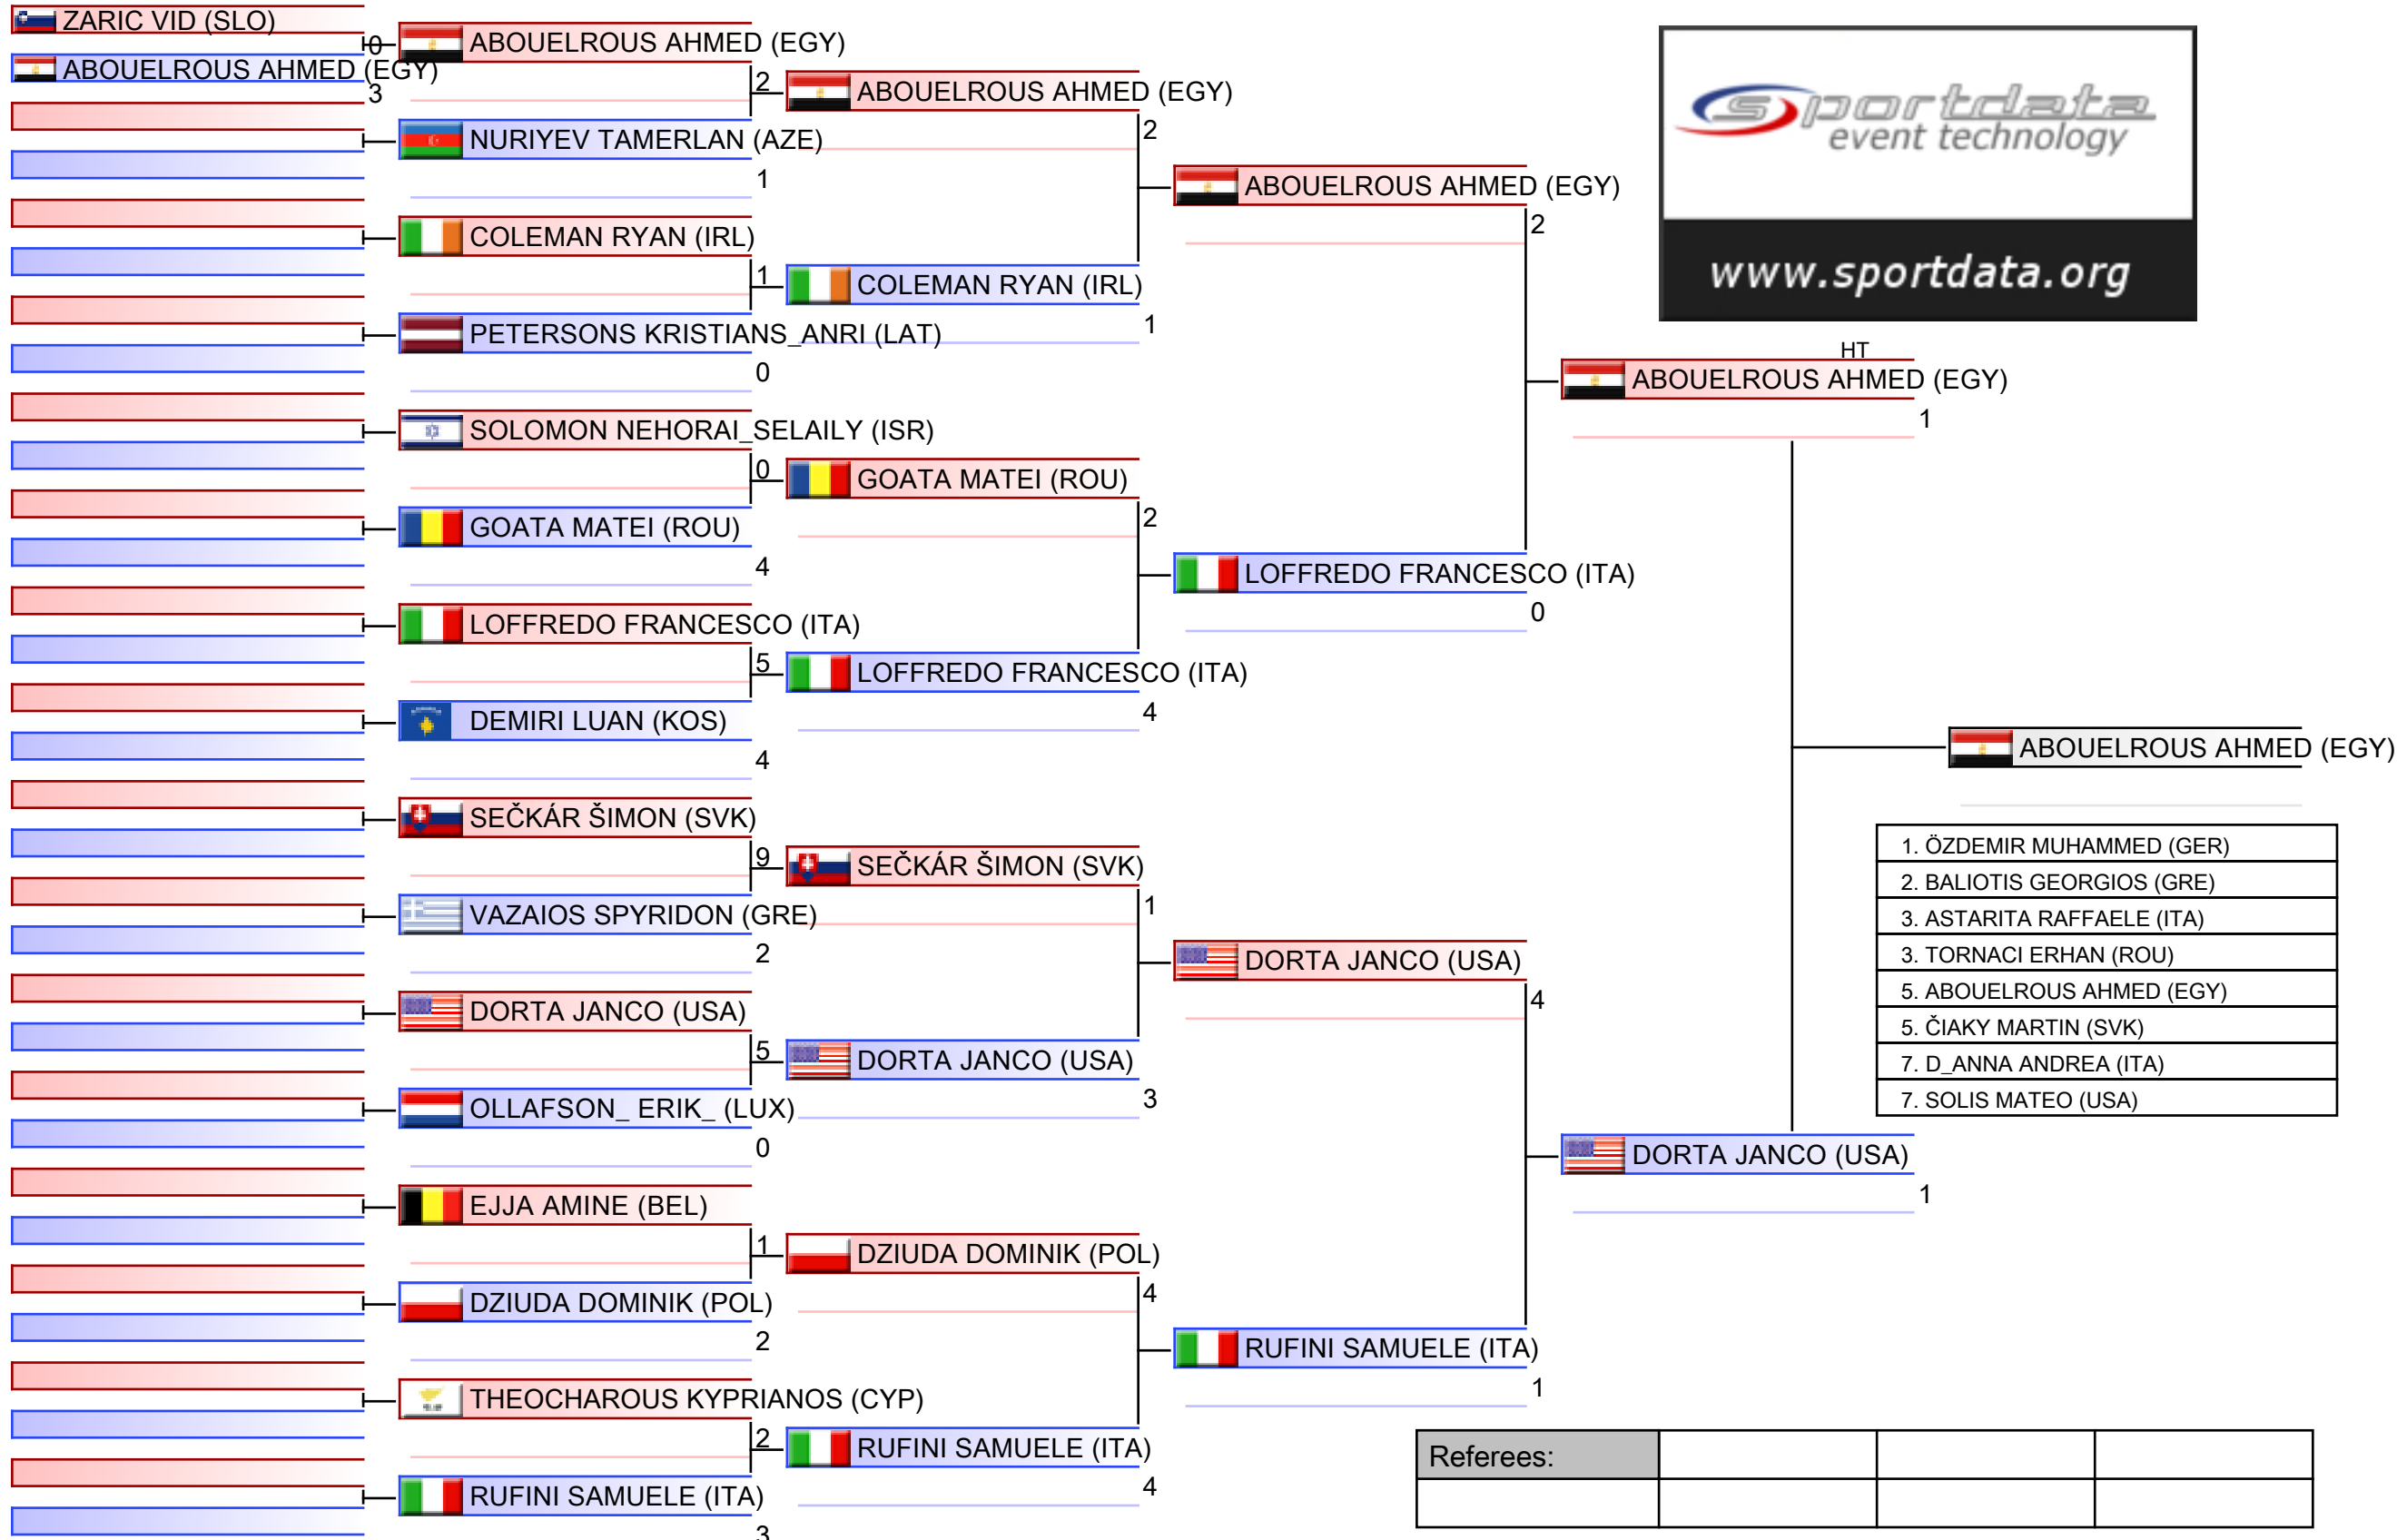 ZARIC VID (SLO)
0
ABOUELROUS AHMED (EGY)
3
ABOUELROUS AHMED (EGY)
2
NURIYEV TAMERLAN (AZE)
1
COLEMAN RYAN (IRL)
1
PETERSONS KRISTIANS_ANRI (LAT)
0
SOLOMON NEHORAI_SELAILY (ISR)
0
GOATA MATEI (ROU)
4
LOFFREDO FRANCESCO (ITA)
5
DEMIRI LUAN (KOS)
4
SEČKÁR ŠIMON (SVK)
9
VAZAIOS SPYRIDON (GRE)
2
DORTA JANCO (USA)
5
OLLAFSON_ ERIK_ (LUX)
0
EJJA AMINE (BEL)
1
DZIUDA DOMINIK (POL)
2
THEOCHAROUS KYPRIANOS (CYP)
2
RUFINI SAMUELE (ITA)
3
ABOUELROUS AHMED (EGY)
2
COLEMAN RYAN (IRL)
1
GOATA MATEI (ROU)
2
LOFFREDO FRANCESCO (ITA)
4
SEČKÁR ŠIMON (SVK)
1
DORTA JANCO (USA)
3
DZIUDA DOMINIK (POL)
4
RUFINI SAMUELE (ITA)
4
ABOUELROUS AHMED (EGY)
2
LOFFREDO FRANCESCO (ITA)
0
DORTA JANCO (USA)
4
RUFINI SAMUELE (ITA)
1
sportdata
event technology
www.sportdata.org
HT
ABOUELROUS AHMED (EGY)
1
DORTA JANCO (USA)
1
ABOUELROUS AHMED (EGY)
1. ÖZDEMIR MUHAMMED (GER)
2. BALIOTIS GEORGIOS (GRE)
3. ASTARITA RAFFAELE (ITA)
3. TORNACI ERHAN (ROU)
5. ABOUELROUS AHMED (EGY)
5. ČIAKY MARTIN (SVK)
7. D_ANNA ANDREA (ITA)
7. SOLIS MATEO (USA)
Referees: